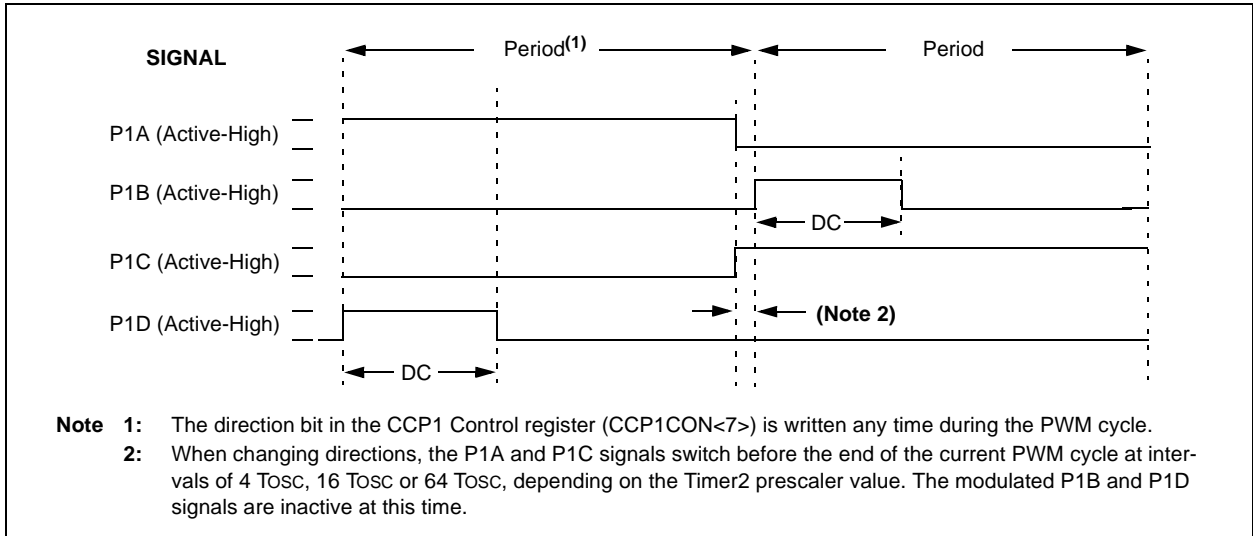 SIGNAL
Period(1)
Period
P1A (Active-High)
P1B (Active-High)
DC
P1C (Active-High)
P1D (Active-High)
(Note 2)
DC
Note 1: The direction bit in the CCP1 Control register (CCP1CON<7>) is written any time during the PWM cycle.
2: When changing directions, the P1A and P1C signals switch before the end of the current PWM cycle at inter-
vals of 4 TOSC, 16 TOSC or 64 TOSC, depending on the Timer2 prescaler value. The modulated P1B and P1D
signals are inactive at this time.